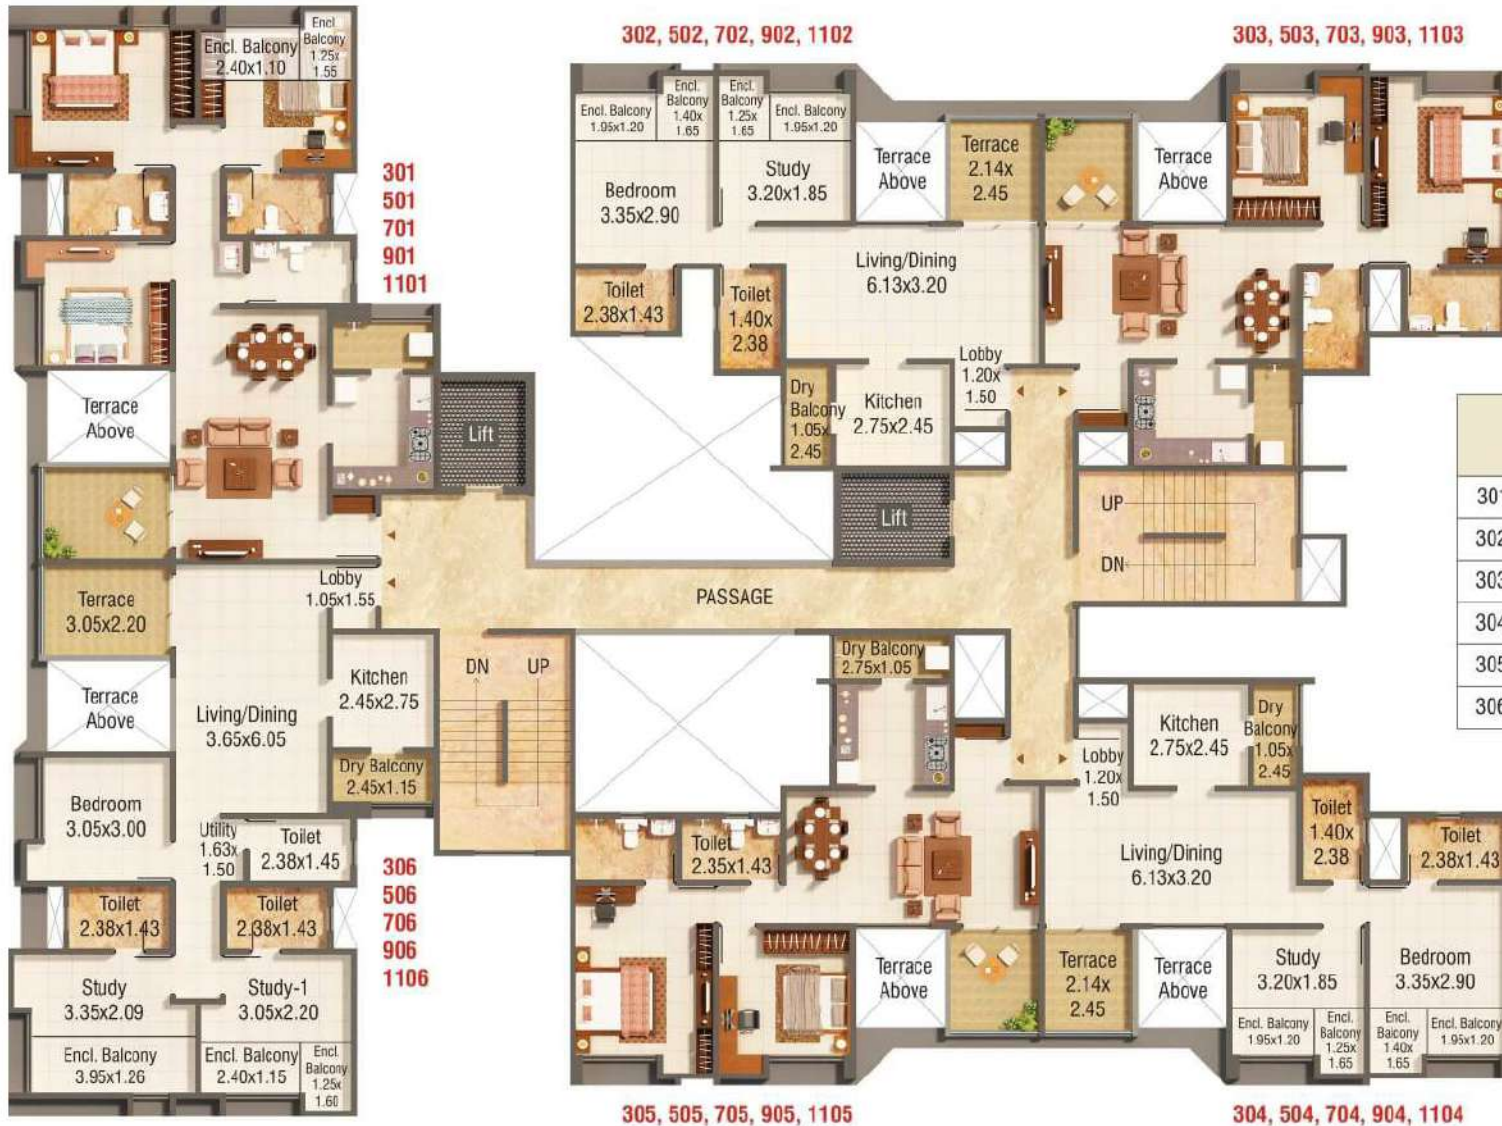 302, 502, 702, 902, 1102
303, 503, 703, 903, 1103
Encl. Balcony
2.40x1.10
Encl.
Balcony
1.25x
1.55
301
501
701
901
1101
Terrace
Above
Encl. Balcony
1.95x1.20
Encl.
Balcony
1.40x
1.65
Encl.
Balcony
1.25x
1.65
Encl. Balcony
1.95x1.20
Bedroom
3.35x2.90
Study
3.20x1.85
Terrace
Above
Terrace
2.14x
2.45
Terrace
Above
Living/Dining
6.13x3.20
Toilet
2.38x1.43
Toilet
1.40x
2.38
Lobby
1.20x
1.50
Dry
Balcony
1.05x
2.45
Kitchen
2.75x2.45
Lift
Lift
UP
DN
PASSAGE
301
302
303
304
305
306
Terrace
3.05x2.20
Lobby
1.05x1.55
Terrace
Above
Living/Dining
3.65x6.05
Kitchen
2.45x2.75
Dry Balcony
2.45x1.15
DN
UP
Bedroom
3.05x3.00
Utility
1.63x
1.50
Toilet
2.38x1.45
Toilet
2.38x1.43
Toilet
2.38x1.43
306
506
706
906
1106
Study
3.35x2.09
Study-1
3.05x2.20
Encl. Balcony
3.95x1.26
Encl. Balcony
2.40x1.15
Encl.
Balcony
1.25x
1.60
Dry Balcony
2.75x1.05
Toilet
2.35x1.43
Terrace
Above
Kitchen
2.75x2.45
Dry
Balcony
1.05x
2.45
Lobby
1.20x
1.50
Living/Dining
6.13x3.20
Toilet
1.40x
2.38
Toilet
2.38x1.43
Terrace
2.14x
2.45
Terrace
Above
Study
3.20x1.85
Bedroom
3.35x2.90
Encl. Balcony
1.95x1.20
Encl.
Balcony
1.25x
1.65
Encl.
Balcony
1.40x
1.65
Encl. Balcony
1.95x1.20
305, 505, 705, 905, 1105
304, 504, 704, 904, 1104